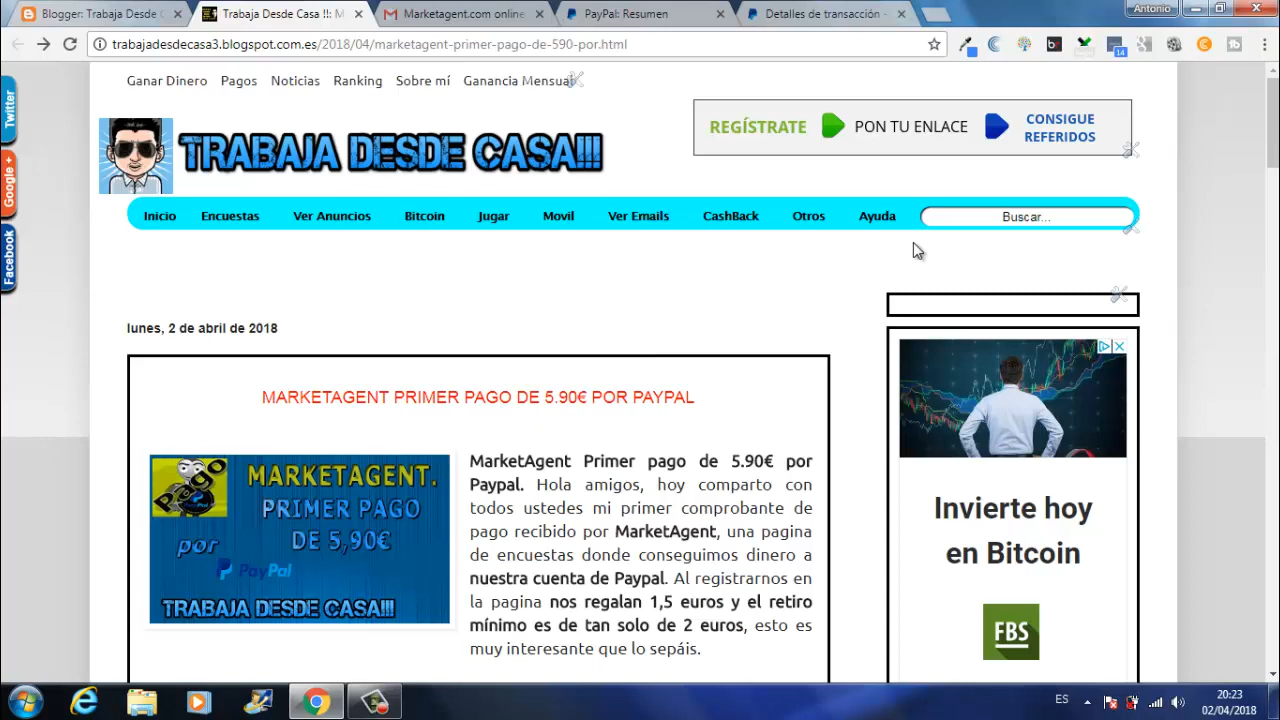 Blogger: Trabaja Desde C
Trabaja Desde Casa !!: M
Marketagent.com online
PayPal: Resumen
Detalles de transacción -
Antonio
trabajadesdecasa3.blogspot.com.es/2018/04/marketagent-primer-pago-de-590-por.html
14
Twitter
Google +
Facebook
Ganar Dinero Pagos Noticias Ranking Sobre mí Ganancia Mensual
TRABAJA DESDE CASA!!!
REGÍSTRATE PON TU ENLACE CONSIGUE
REFERIDOS
Inicio Encuestas Ver Anuncios Bitcoin Jugar Movil Ver Emails CashBack Otros Ayuda Buscar...
lunes, 2 de abril de 2018
MARKETAGENT PRIMER PAGO DE 5.90€ POR PAYPAL
Pago
MARKETAGENT.
PRIMER PAGO
DE 5,90€
por
PayPal
TRABAJA DESDE CASA!!!
MarketAgent Primer pago de 5.90€ por
Paypal. Hola amigos, hoy comparto con
todos ustedes mi primer comprobante de
pago recibido por MarketAgent, una pagina
de encuestas donde conseguimos dinero a
nuestra cuenta de Paypal. Al registrarnos en
la pagina nos regalan 1,5 euros y el retiro
mínimo es de tan solo de 2 euros, esto es
muy interesante que lo sepáis.
Invierte hoy
en Bitcoin
FBS
ES
20:23
02/04/2018